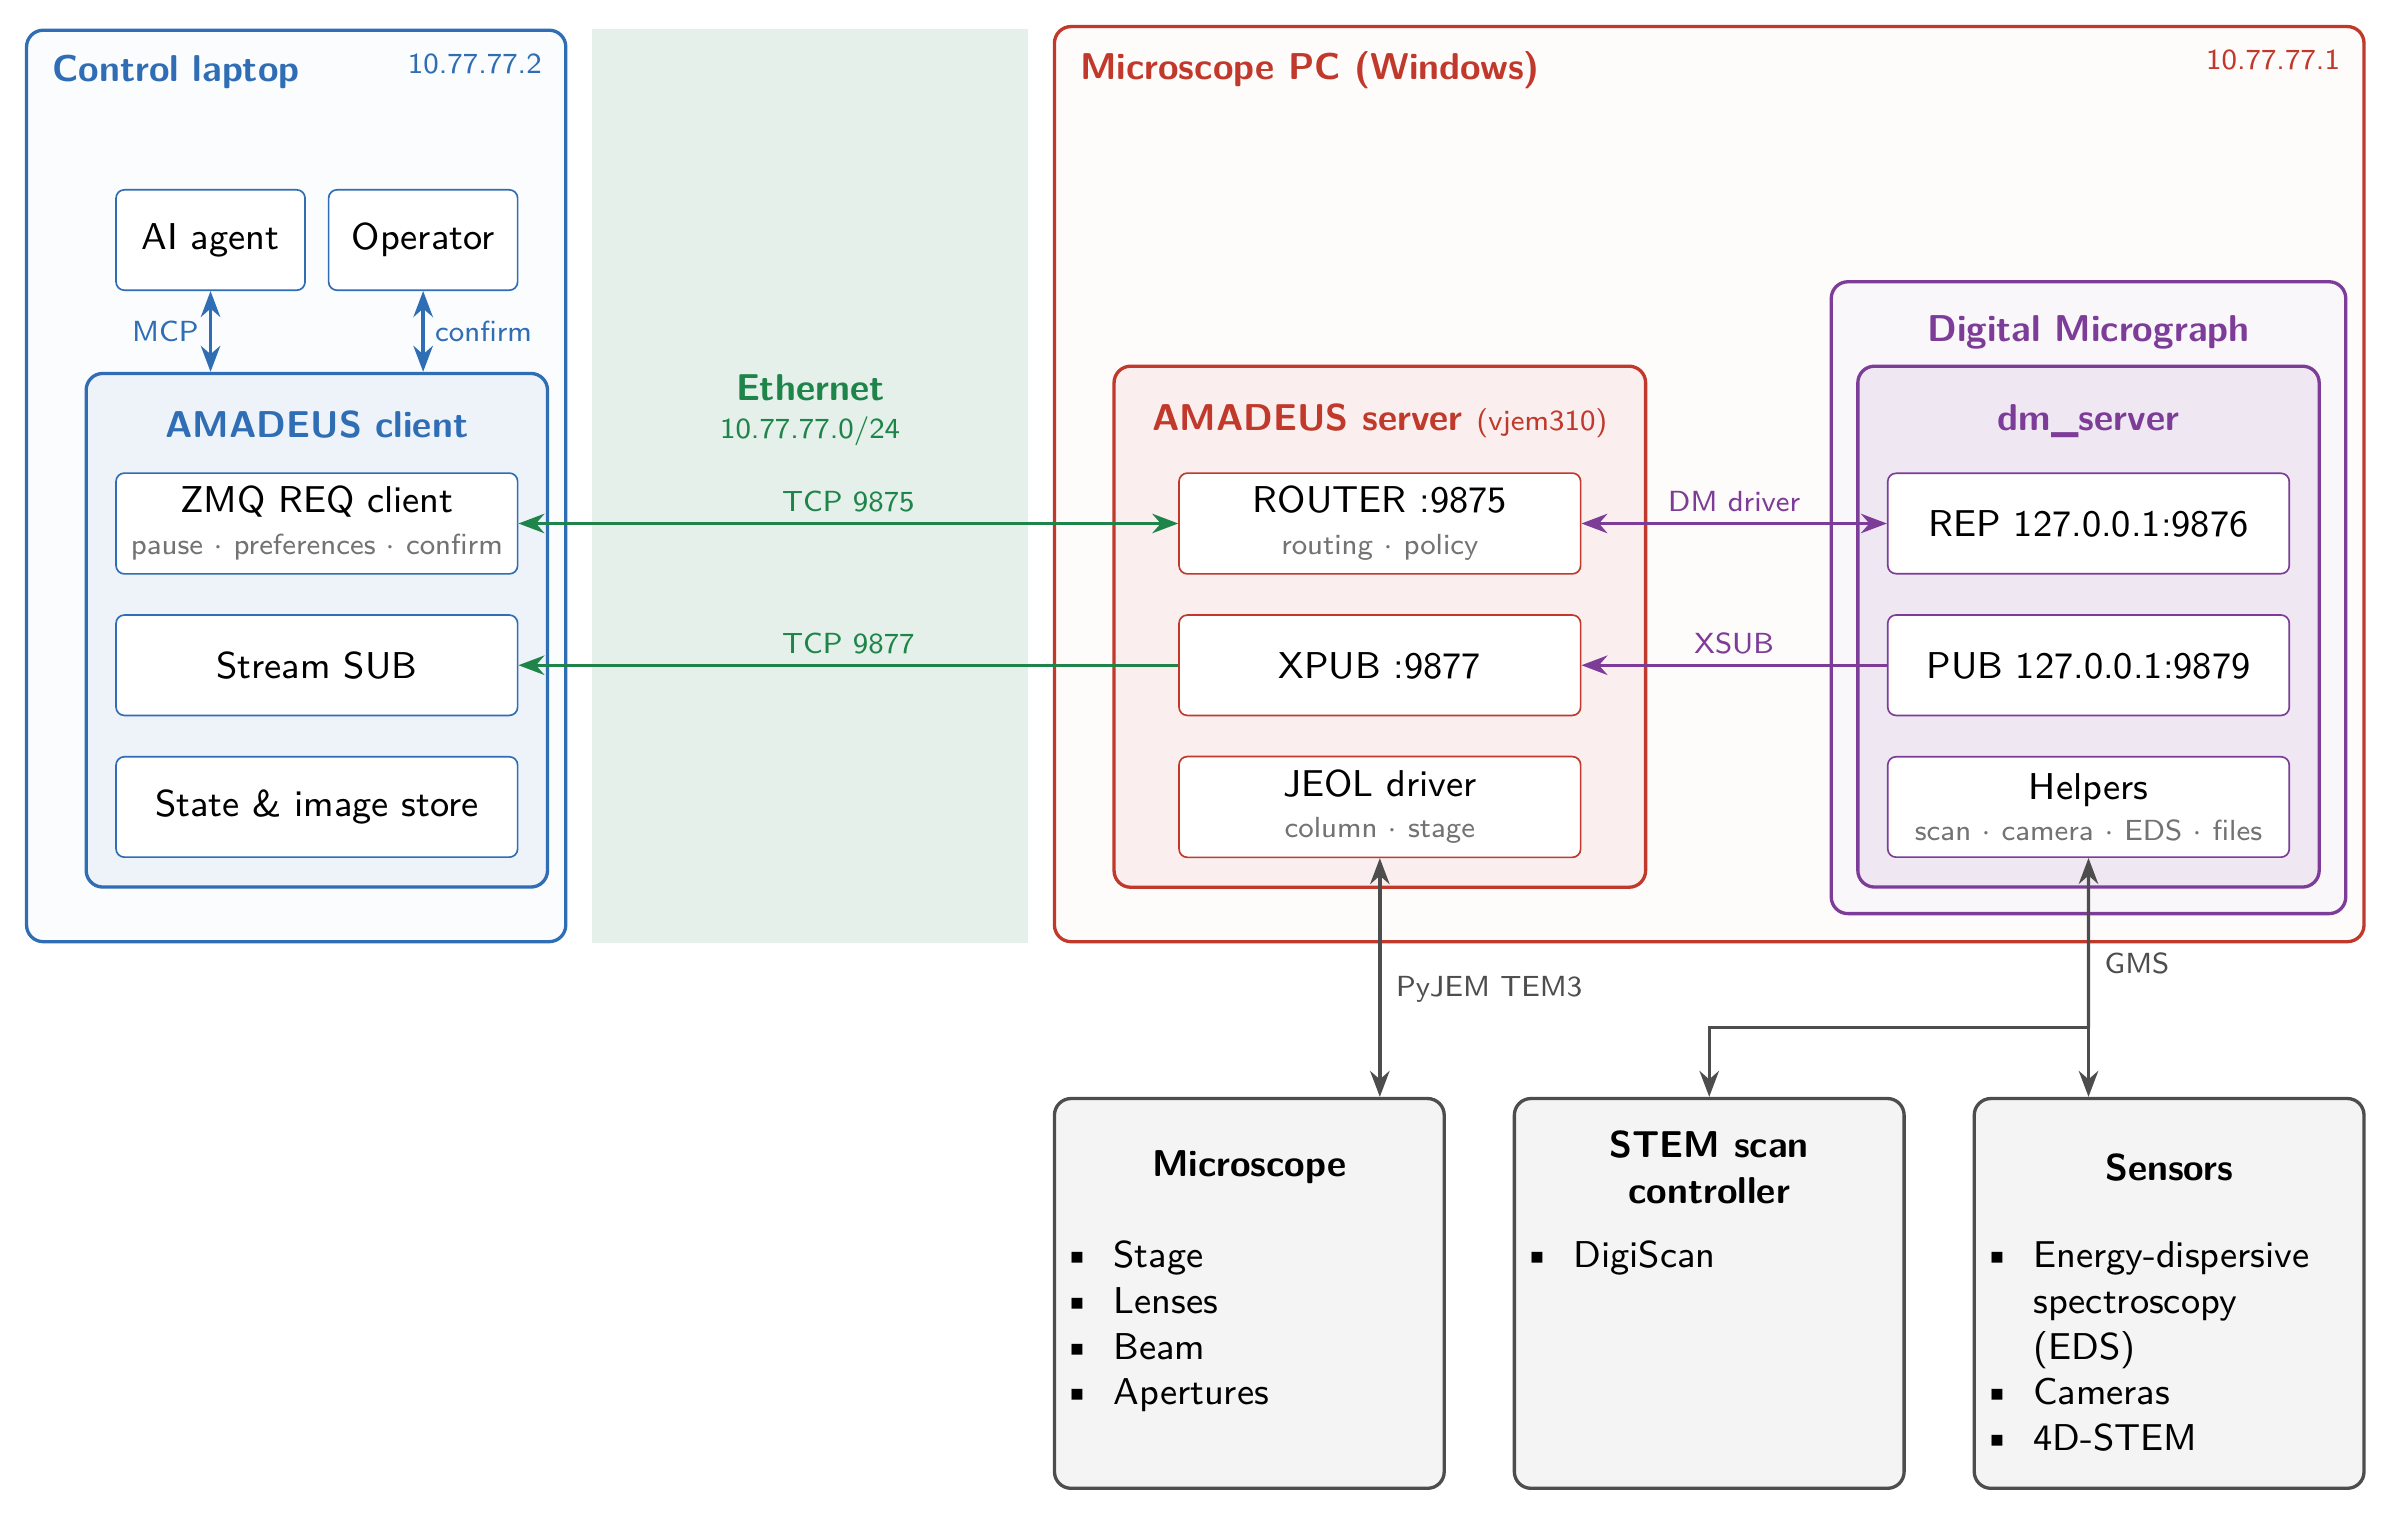 Control laptop
10.77.77.2
AI agent
Operator
MCP
confirm
AMADEUS client
ZMQ REQ client
pause · preferences · confirm
Stream SUB
State & image store
Ethernet
10.77.77.0/24
TCP 9875
TCP 9877
Microscope PC (Windows)
10.77.77.1
AMADEUS server (vjem310)
ROUTER :9875
routing · policy
XPUB :9877
JEOL driver
column · stage
DM driver
XSUB
Digital Micrograph
dm_server
REP 127.0.0.1:9876
PUB 127.0.0.1:9879
Helpers
scan · camera · EDS · files
PyJEM TEM3
GMS
Microscope
▪ Stage
▪ Lenses
▪ Beam
▪ Apertures
STEM scan
controller
▪ DigiScan
Sensors
▪ Energy-dispersive
spectroscopy
(EDS)
▪ Cameras
▪ 4D-STEM